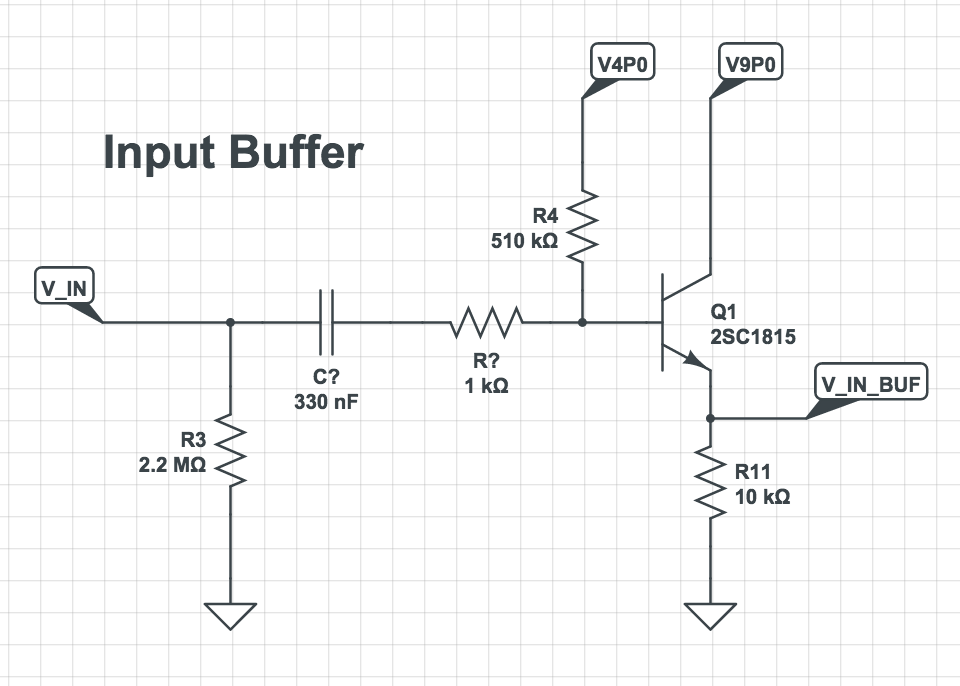 V4P0
V9P0
Input Buffer
R4
510 kΩ
V_IN
Q1
2SC1815
R?
1 kΩ
C?
330 nF
V_IN_BUF
R3
2.2 MΩ
R11
10 kΩ